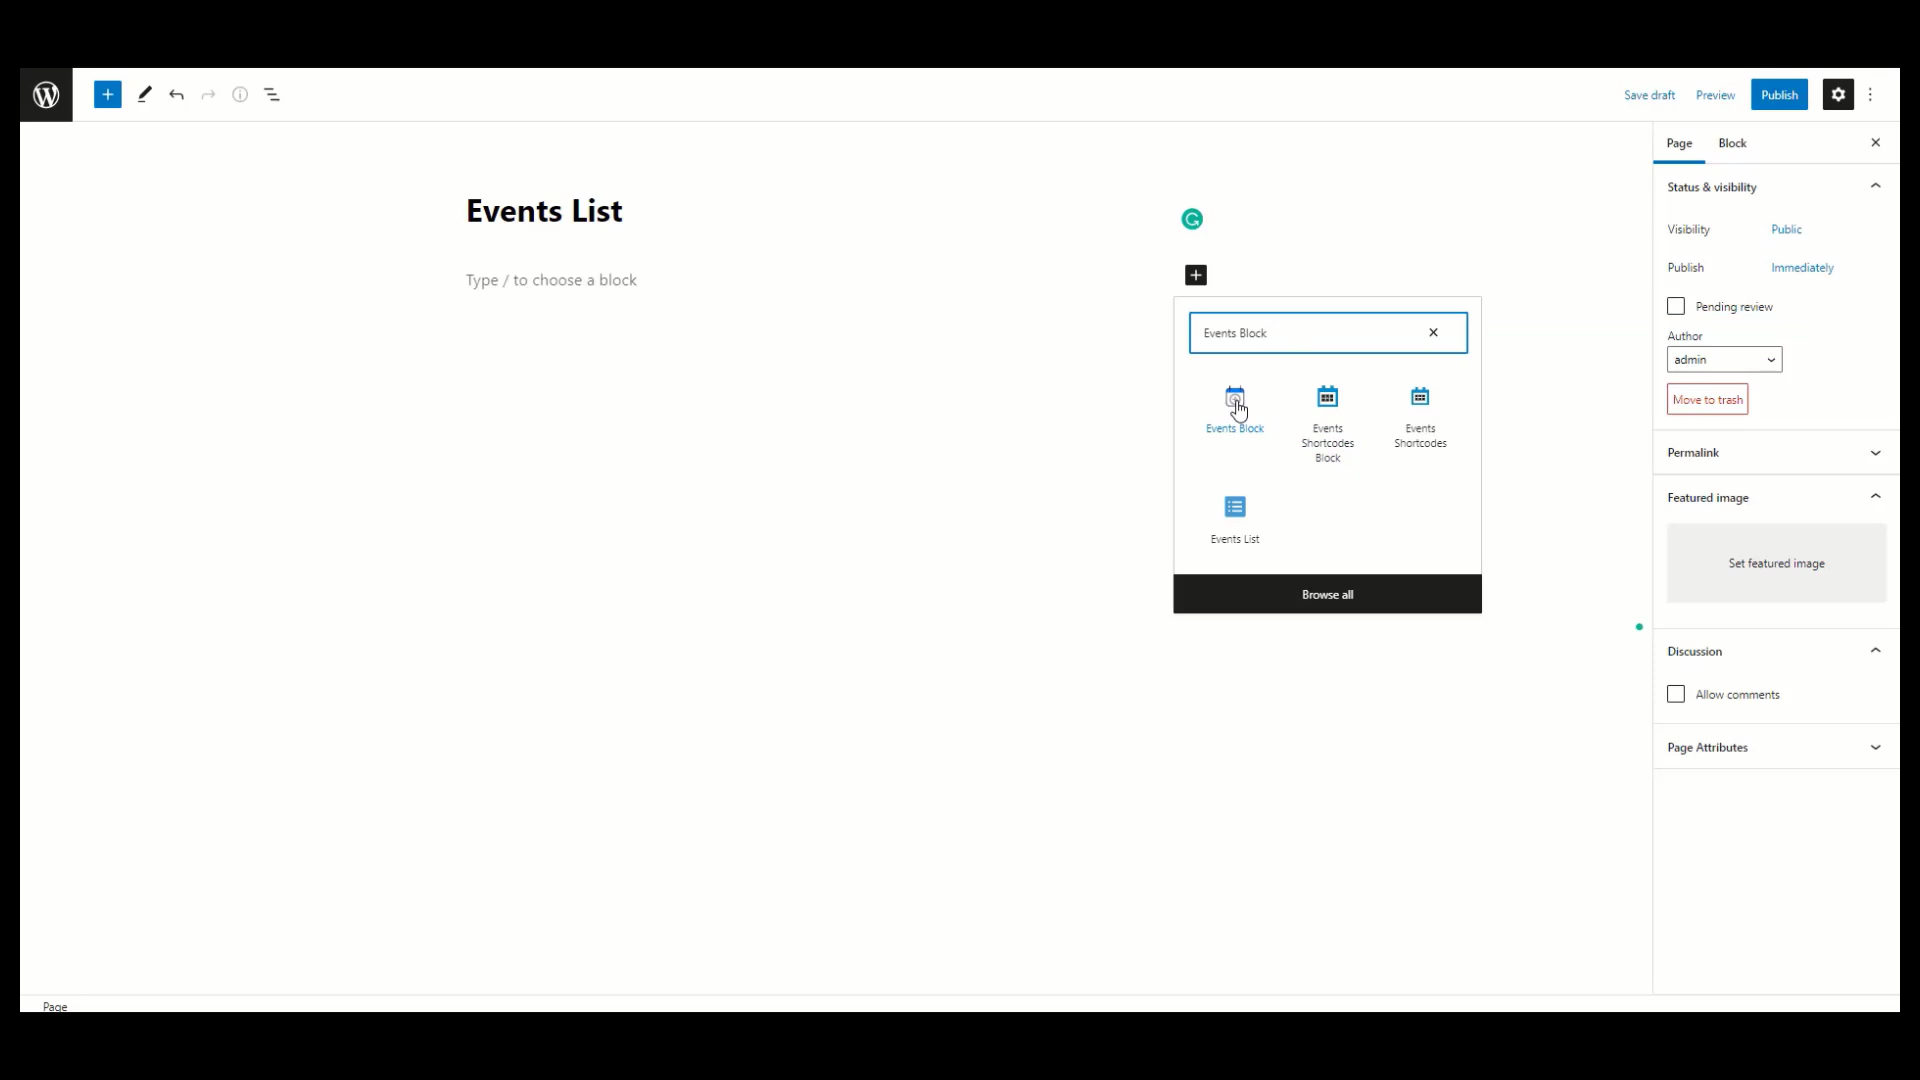 Save draft
Preview
Publish
Page
Block
Status & visibility
Events List
Visibility
Public
Publish
Immediately
Type / to choose a block
Pending review
Events Block
Author
admin
Move to trash
Events Block
Events
Shortcodes
Block
Events
Shortcodes
Permalink
Featured image
Events List
Set featured image
Browse all
Discussion
Allow comments
Page Attributes
Page